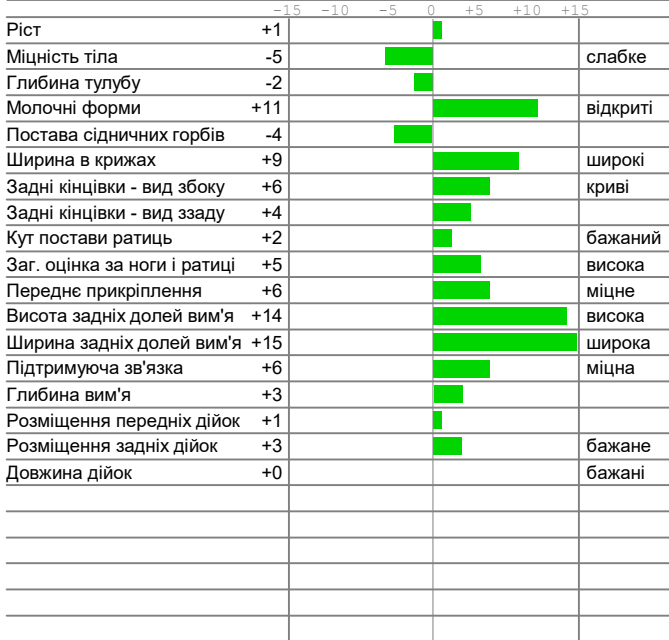 -15 -10 -5 0 +5 +10 +15
Ріст +1
Міцність тіла -5 слабке
Глибина тулубу -2
Молочні форми +11 відкриті
Постава сідничних горбів -4
Ширина в крижах +9 широкі
Задні кінцівки - вид збоку +6 криві
Задні кінцівки - вид ззаду +4
Кут постави ратиць +2 бажаний
Заг. оцінка за ноги і ратиці +5 висока
Переднє прикріплення +6 міцне
Висота задніх долей вим'я +14 висока
Ширина задніх долей вим'я +15 широка
Підтримуюча зв'язка +6 міцна
Глибина вим'я +3
Розміщення передніх дійок +1
Розміщення задніх дійок +3 бажане
Довжина дійок +0 бажані